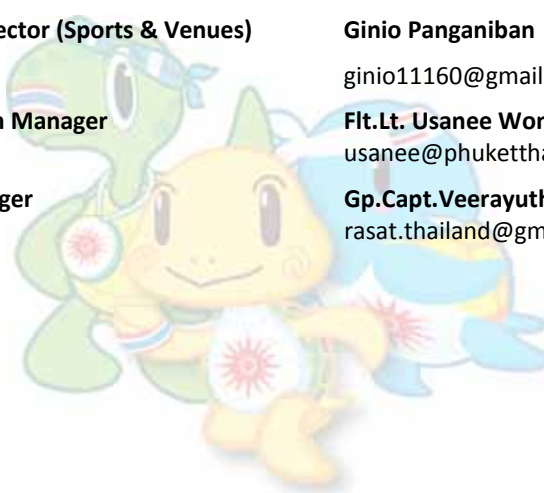 ector (Sports & Venues) Ginio Panganiban
ginio11160@gmail
Manager Flt.Lt. Usanee Wor
usanee@phuketth
ger Gp.Capt.Veerayuth
rasat.thailand@gm